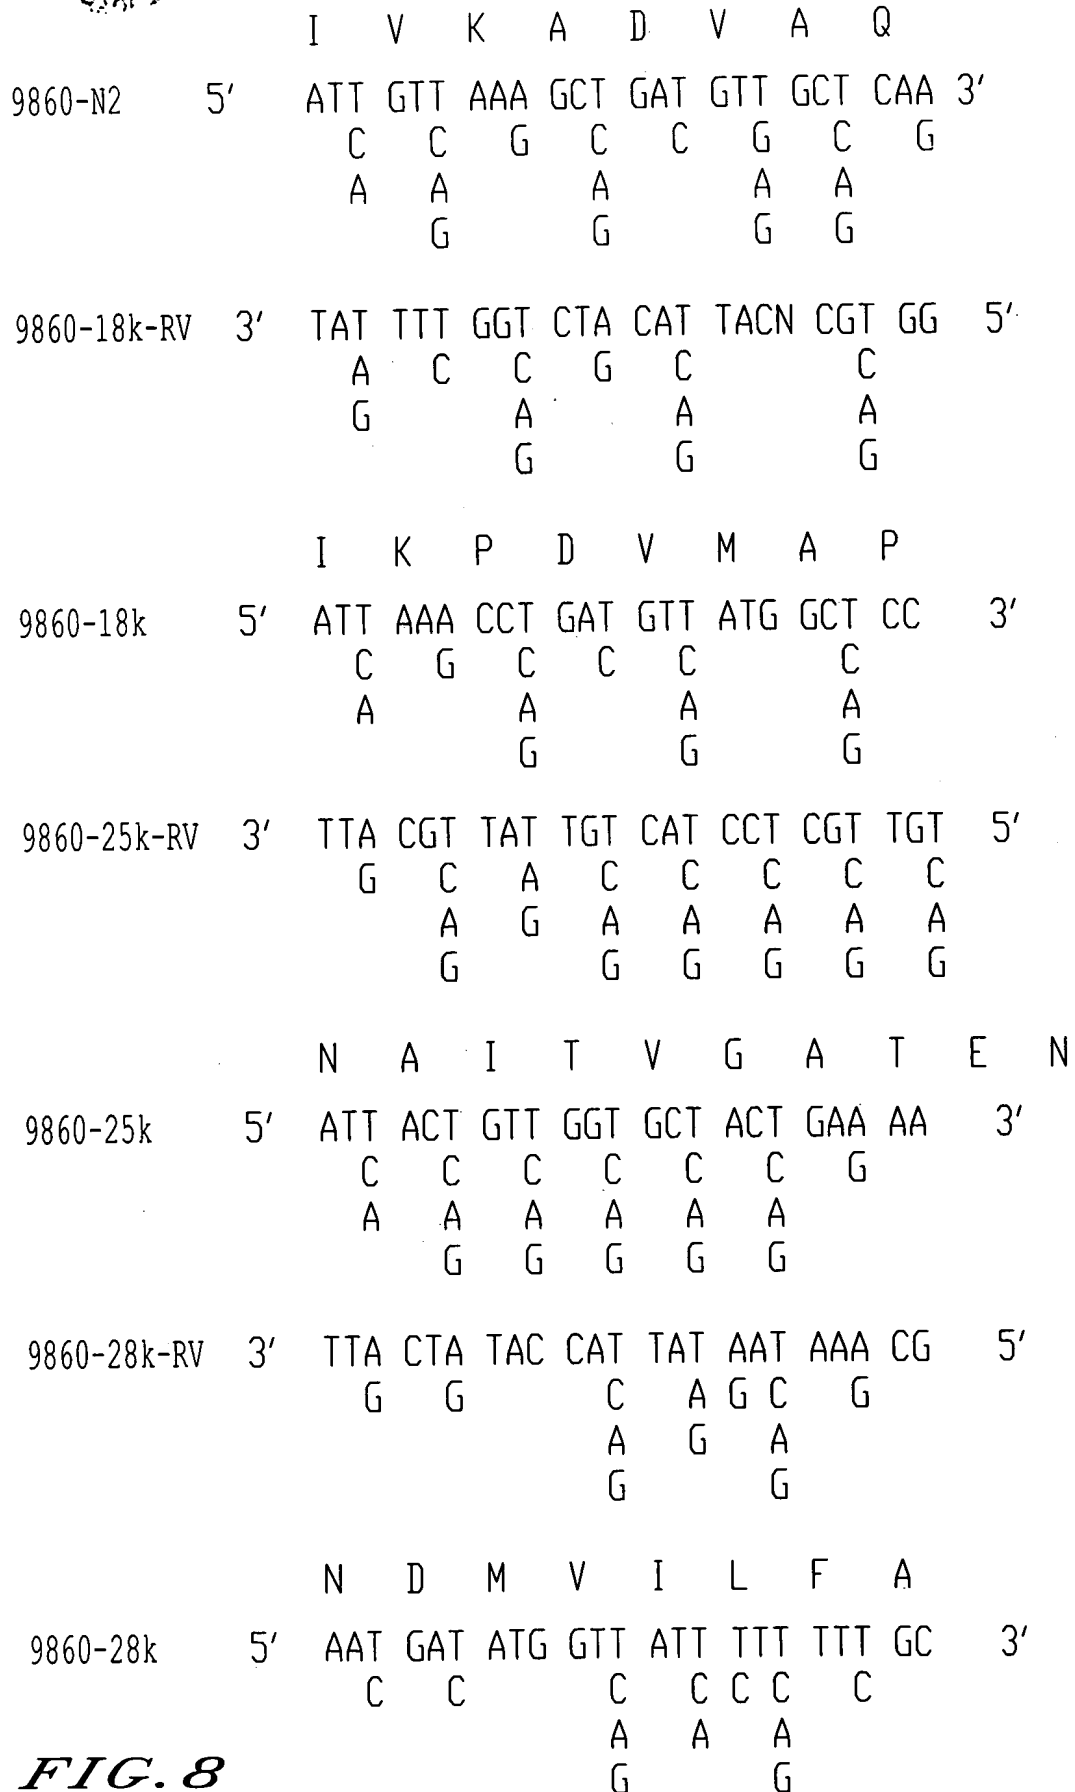 I V K A D V A Q
9860-N2 5' ATT GTT AAA GCT GAT GTT GCT CAA 3'
C C G C C G C G
A A A A A
G G G G
9860-18k-RV 3' TAT TTT GGT CTA CAT TACN CGT GG 5'
A C C G C C
G A A A
G G G
I K P D V M A P
9860-18k 5' ATT AAA CCT GAT GTT ATG GCT CC 3'
C G C C C C
A A A A
G G G
9860-25k-RV 3' TTA CGT TAT TGT CAT CCT CGT TGT 5'
G C A C C C C C
A G A A A A A
G G G G G G
N A I T V G A T E N
9860-25k 5' ATT ACT GTT GGT GCT ACT GAA AA 3'
C C C C C C G
A A A A A A
G G G G G
9860-28k-RV 3' TTA CTA TAC CAT TAT AAT AAA CG 5'
G G C A G C G
A G A
G G
N D M V I L F A
9860-28k 5' AAT GAT ATG GTT ATT TTT TTT GC 3'
C C C C C C C
A A A
G G
FIG. 8